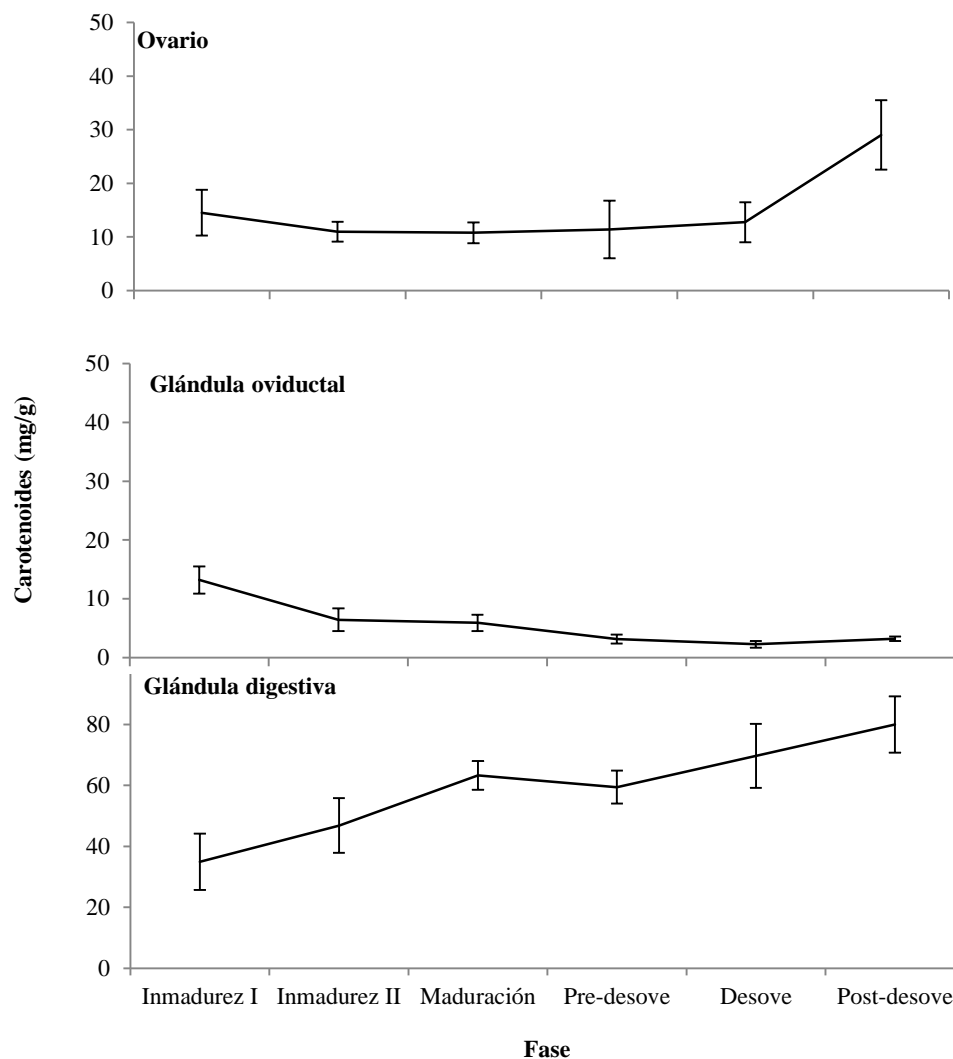 50
Ovario
40
30
20
10
0
50
Glándula oviductal
40
30
20
10
0
Carotenoides (mg/g)
Glándula digestiva
80
60
40
20
0
Inmadurez I Inmadurez II Maduración Pre-desove Desove Post-desove
Fase